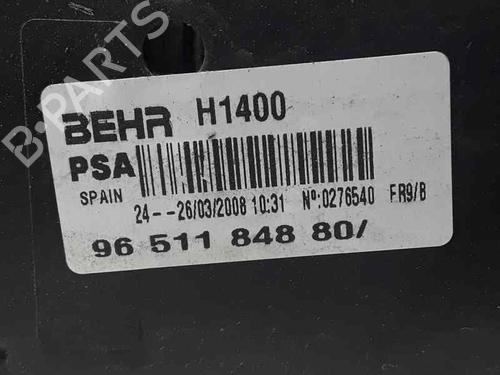 B-PARTS
BEHR H1400
PSA
SPAIN
24--26/03/2008 10:31 Nº:0276540 FR9/B
96 511 848 80/